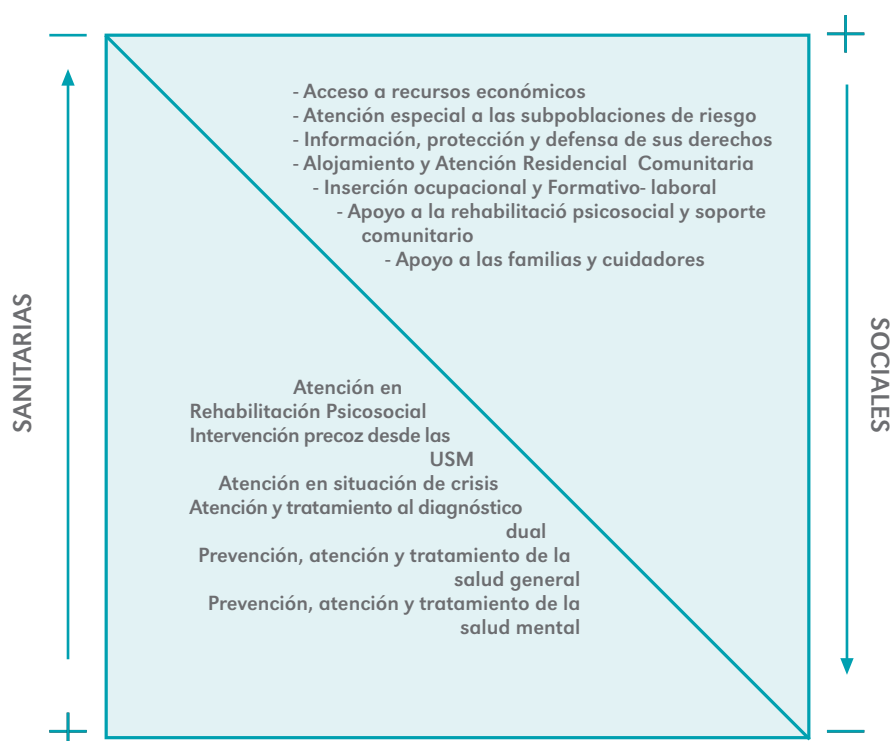 - Acceso a recursos económicos
- Atención especial a las subpoblaciones de riesgo
- Información, protección y defensa de sus derechos
- Alojamiento y Atención Residencial Comunitaria
- Inserción ocupacional y Formativo- laboral
- Apoyo a la rehabilitació psicosocial y soporte
comunitario
- Apoyo a las familias y cuidadores
SANITARIAS
SOCIALES
Atención en
Rehabilitación Psicosocial
Intervención precoz desde las
USM
Atención en situación de crisis
Atención y tratamiento al diagnóstico
dual
Prevención, atención y tratamiento de la
salud general
Prevención, atención y tratamiento de la
salud mental